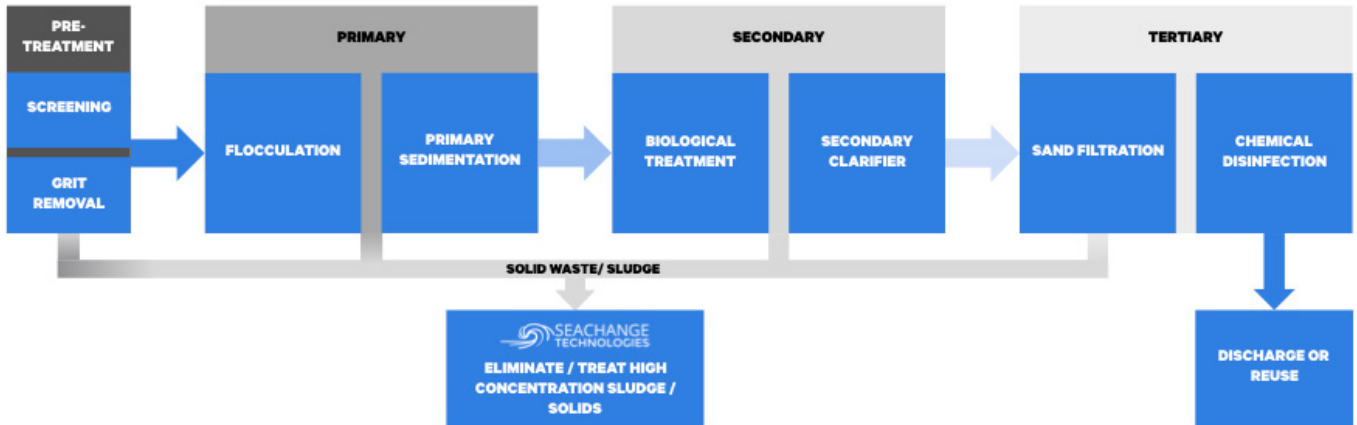 PRE-
TREATMENT
SCREENING
GRIT
REMOVAL
PRIMARY
FLOCCULATION
PRIMARY
SEDIMENTATION
SECONDARY
BIOLOGICAL
TREATMENT
SECONDARY
CLARIFIER
TERTIARY
SAND FILTRATION
CHEMICAL
DISINFECTION
SOLID WASTE/ SLUDGE
SEACHANGE
TECHNOLOGIES
ELIMINATE / TREAT HIGH
CONCENTRATION SLUDGE /
SOLIDS
DISCHARGE OR
REUSE